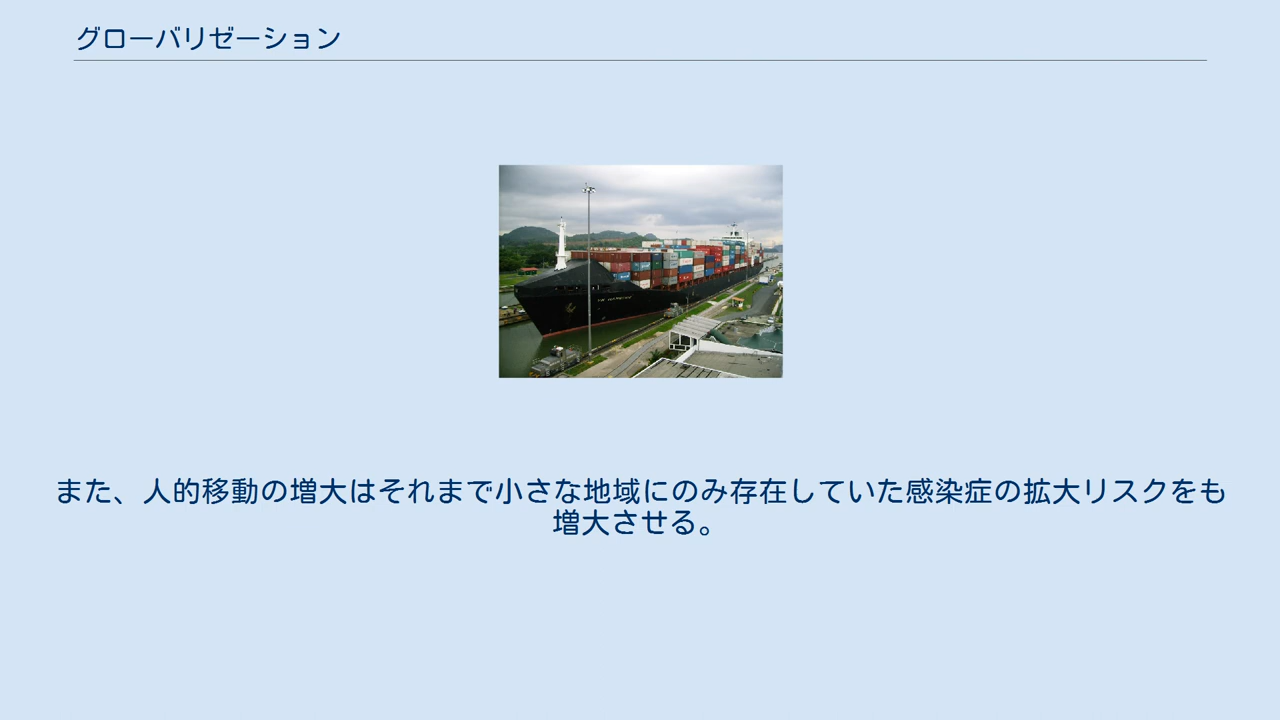 グローバリゼーション
また、人的移動の増大はそれまで小さな地域にのみ存在していた感染症の拡大リスクをも
増大させる。